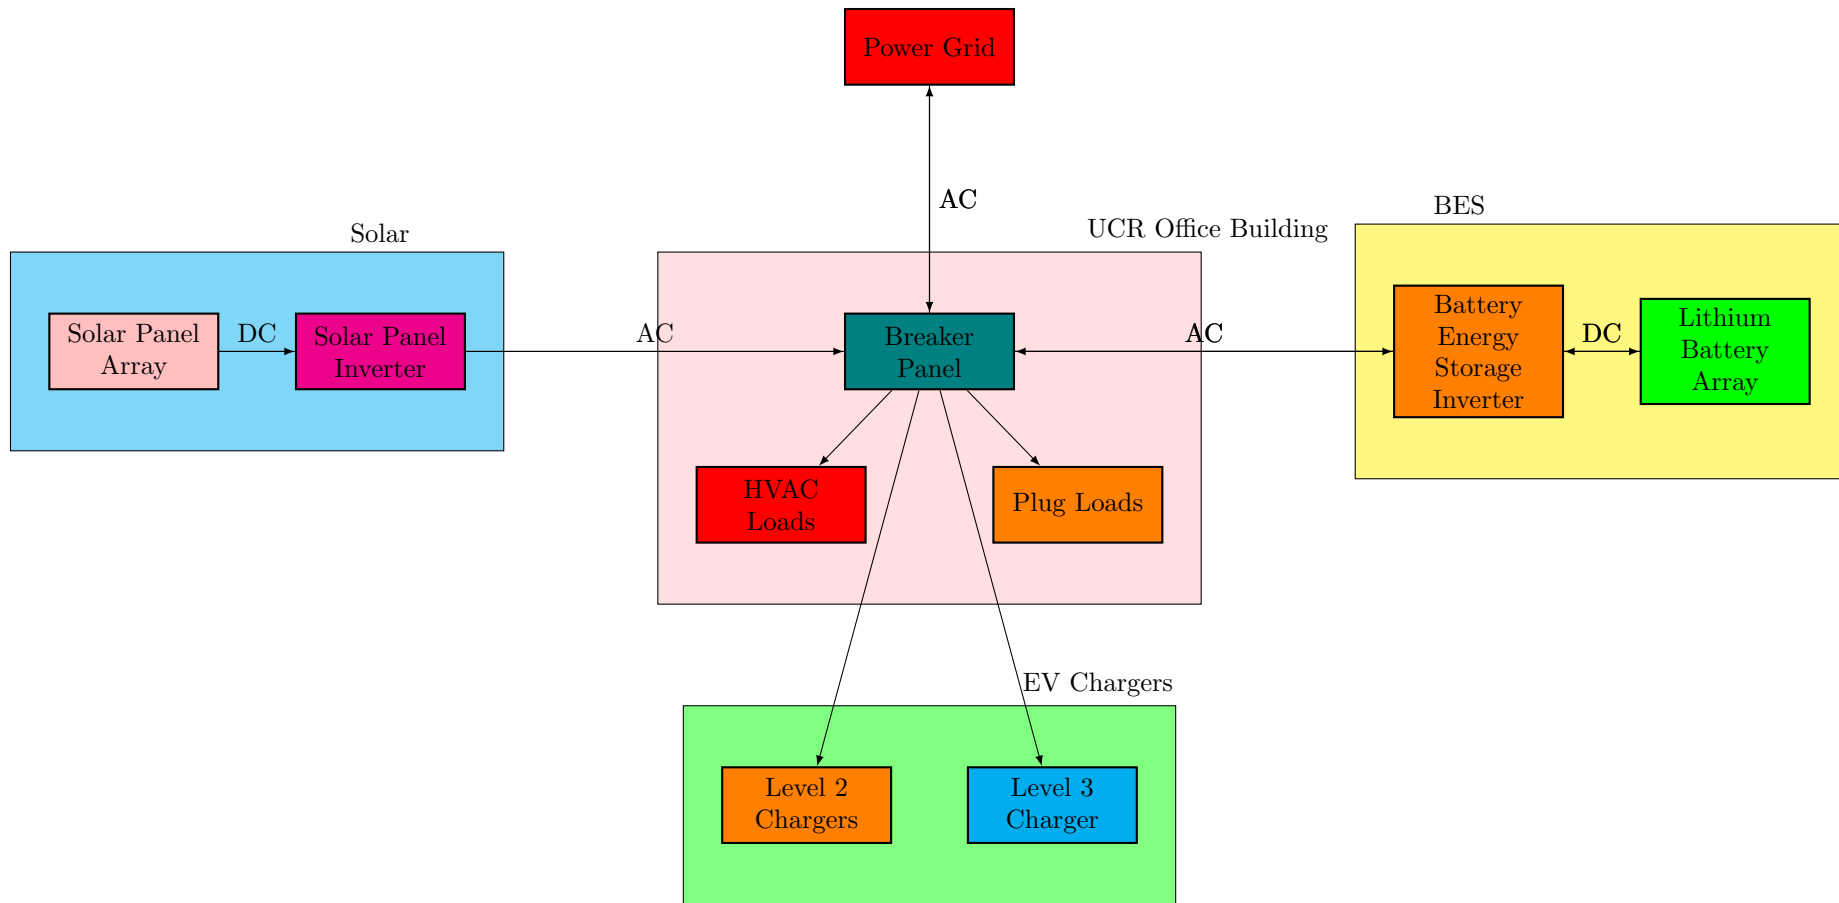 Power Grid
AC
UCR Office Building
BES
Solar
Solar Panel
Array
DC
Solar Panel
Inverter
AC
Breaker
Panel
AC
Battery
Energy
Storage
Inverter
DC
Lithium
Battery
Array
HVAC
Loads
Plug Loads
EV Chargers
Level 2
Chargers
Level 3
Charger